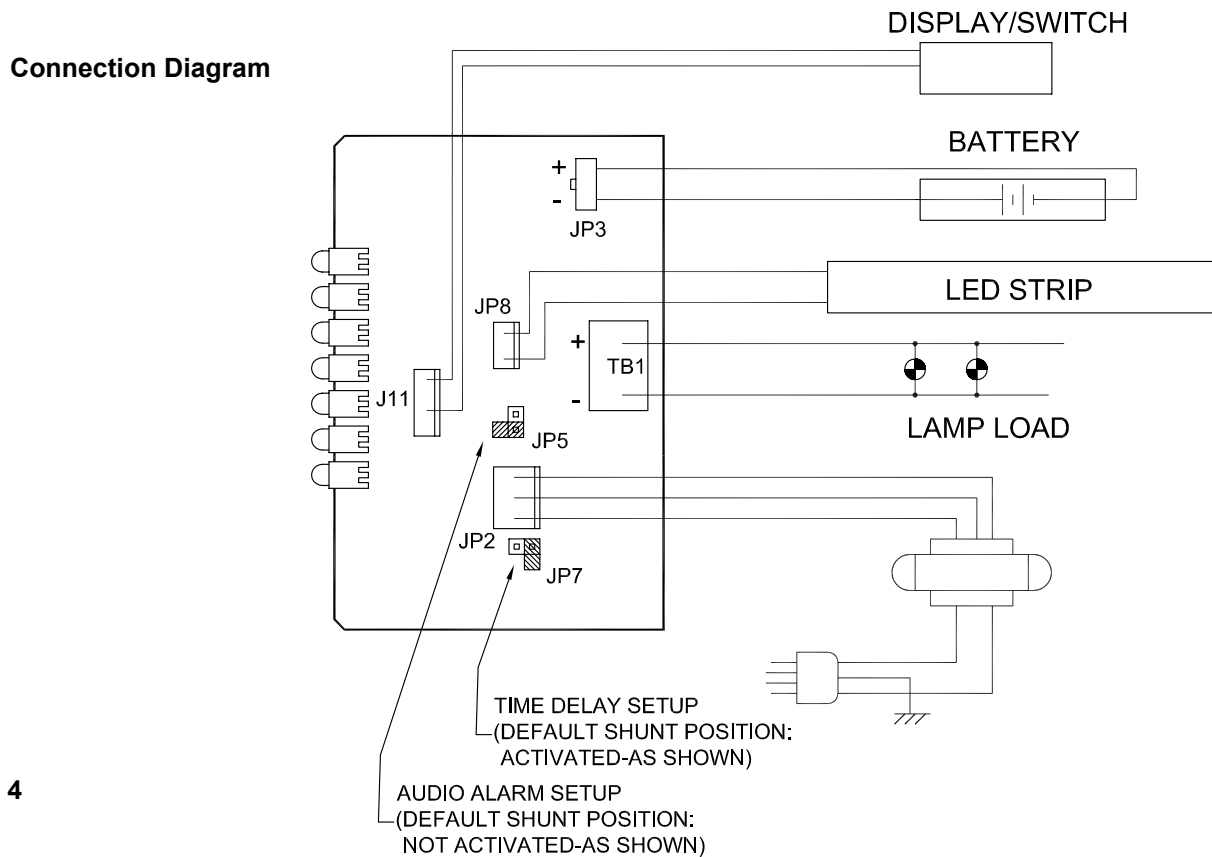 DISPLAY/SWITCH
Connection Diagram
BATTERY
+
-
JP3
LED STRIP
JP8
+
TB1
-
J11
LAMP LOAD
JP5
JP2
JP7
TIME DELAY SETUP
(DEFAULT SHUNT POSITION:
ACTIVATED-AS SHOWN)
4
AUDIO ALARM SETUP
(DEFAULT SHUNT POSITION:
NOT ACTIVATED-AS SHOWN)